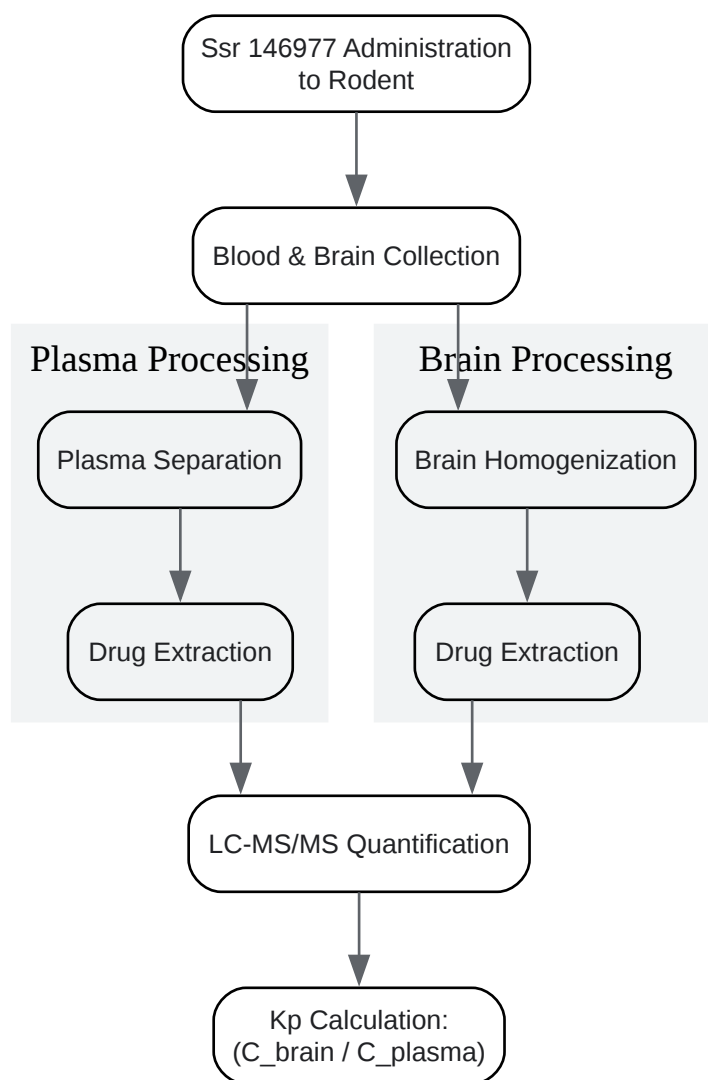 Ssr 146977 Administration
to Rodent
Blood & Brain Collection
Plasma Processing
Brain Processing
Plasma Separation
Brain Homogenization
Drug Extraction
Drug Extraction
LC-MS/MS Quantification
Kp Calculation:
(C_brain / C_plasma)